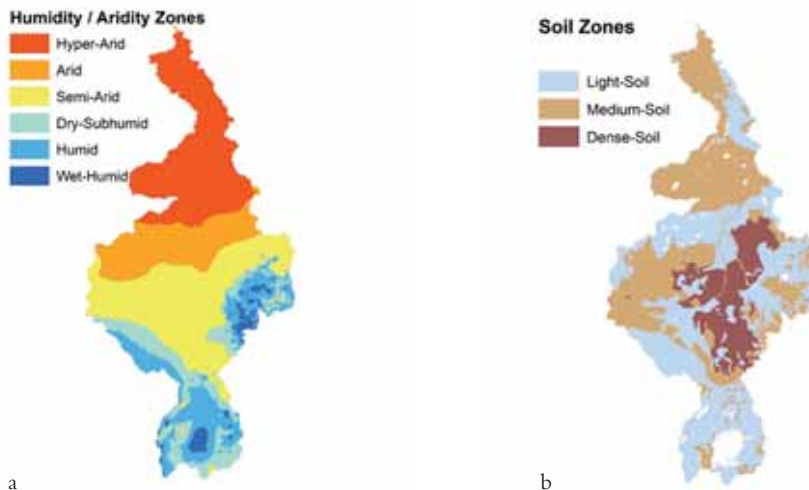 Humidity / Aridity Zones
Hyper-Arid
Arid
Semi-Arid
Dry-Subhumid
Humid
Wet-Humid
a
Soil Zones
Light-Soil
Medium-Soil
Dense-Soil
b